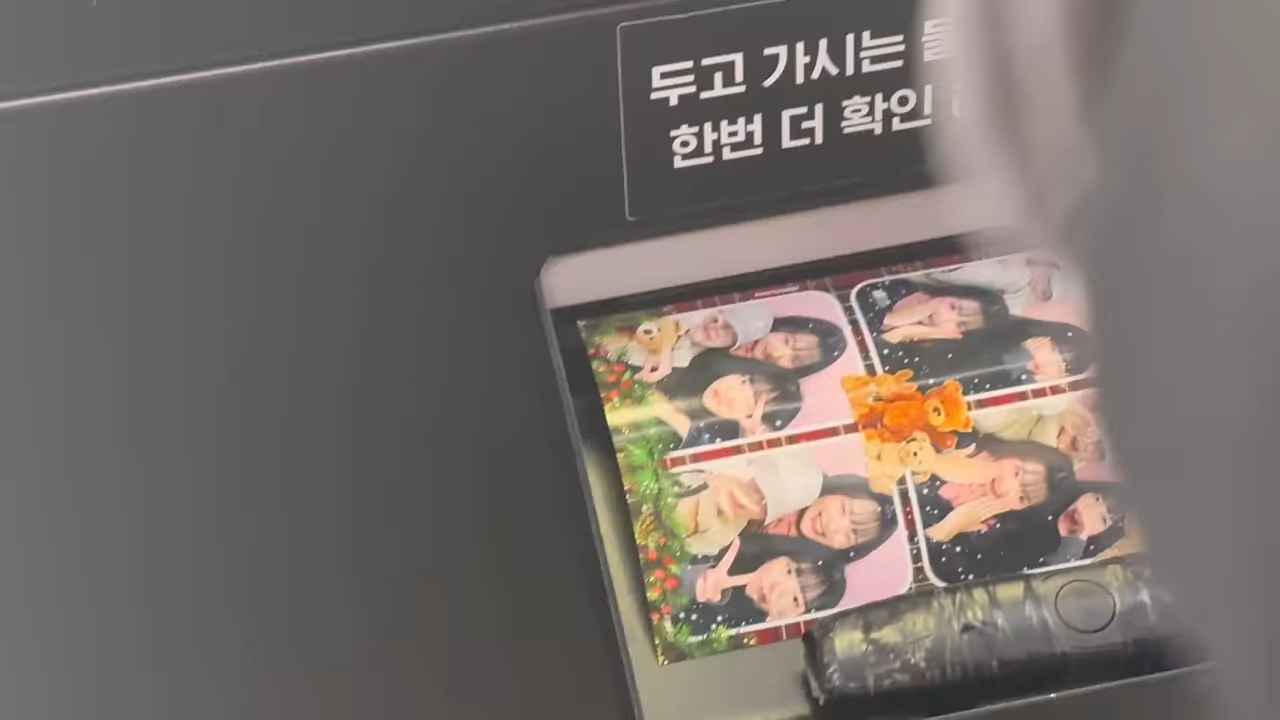 두고 가시는
한번 더 확인